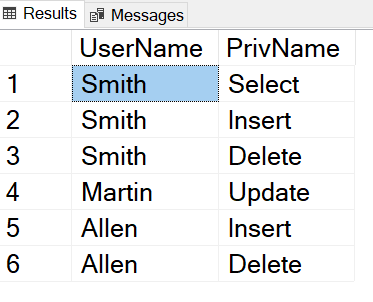 Results Messages
UserName PrivName
1 Smith Select
2 Smith Insert
3 Smith Delete
4 Martin Update
5 Allen Insert
6 Allen Delete